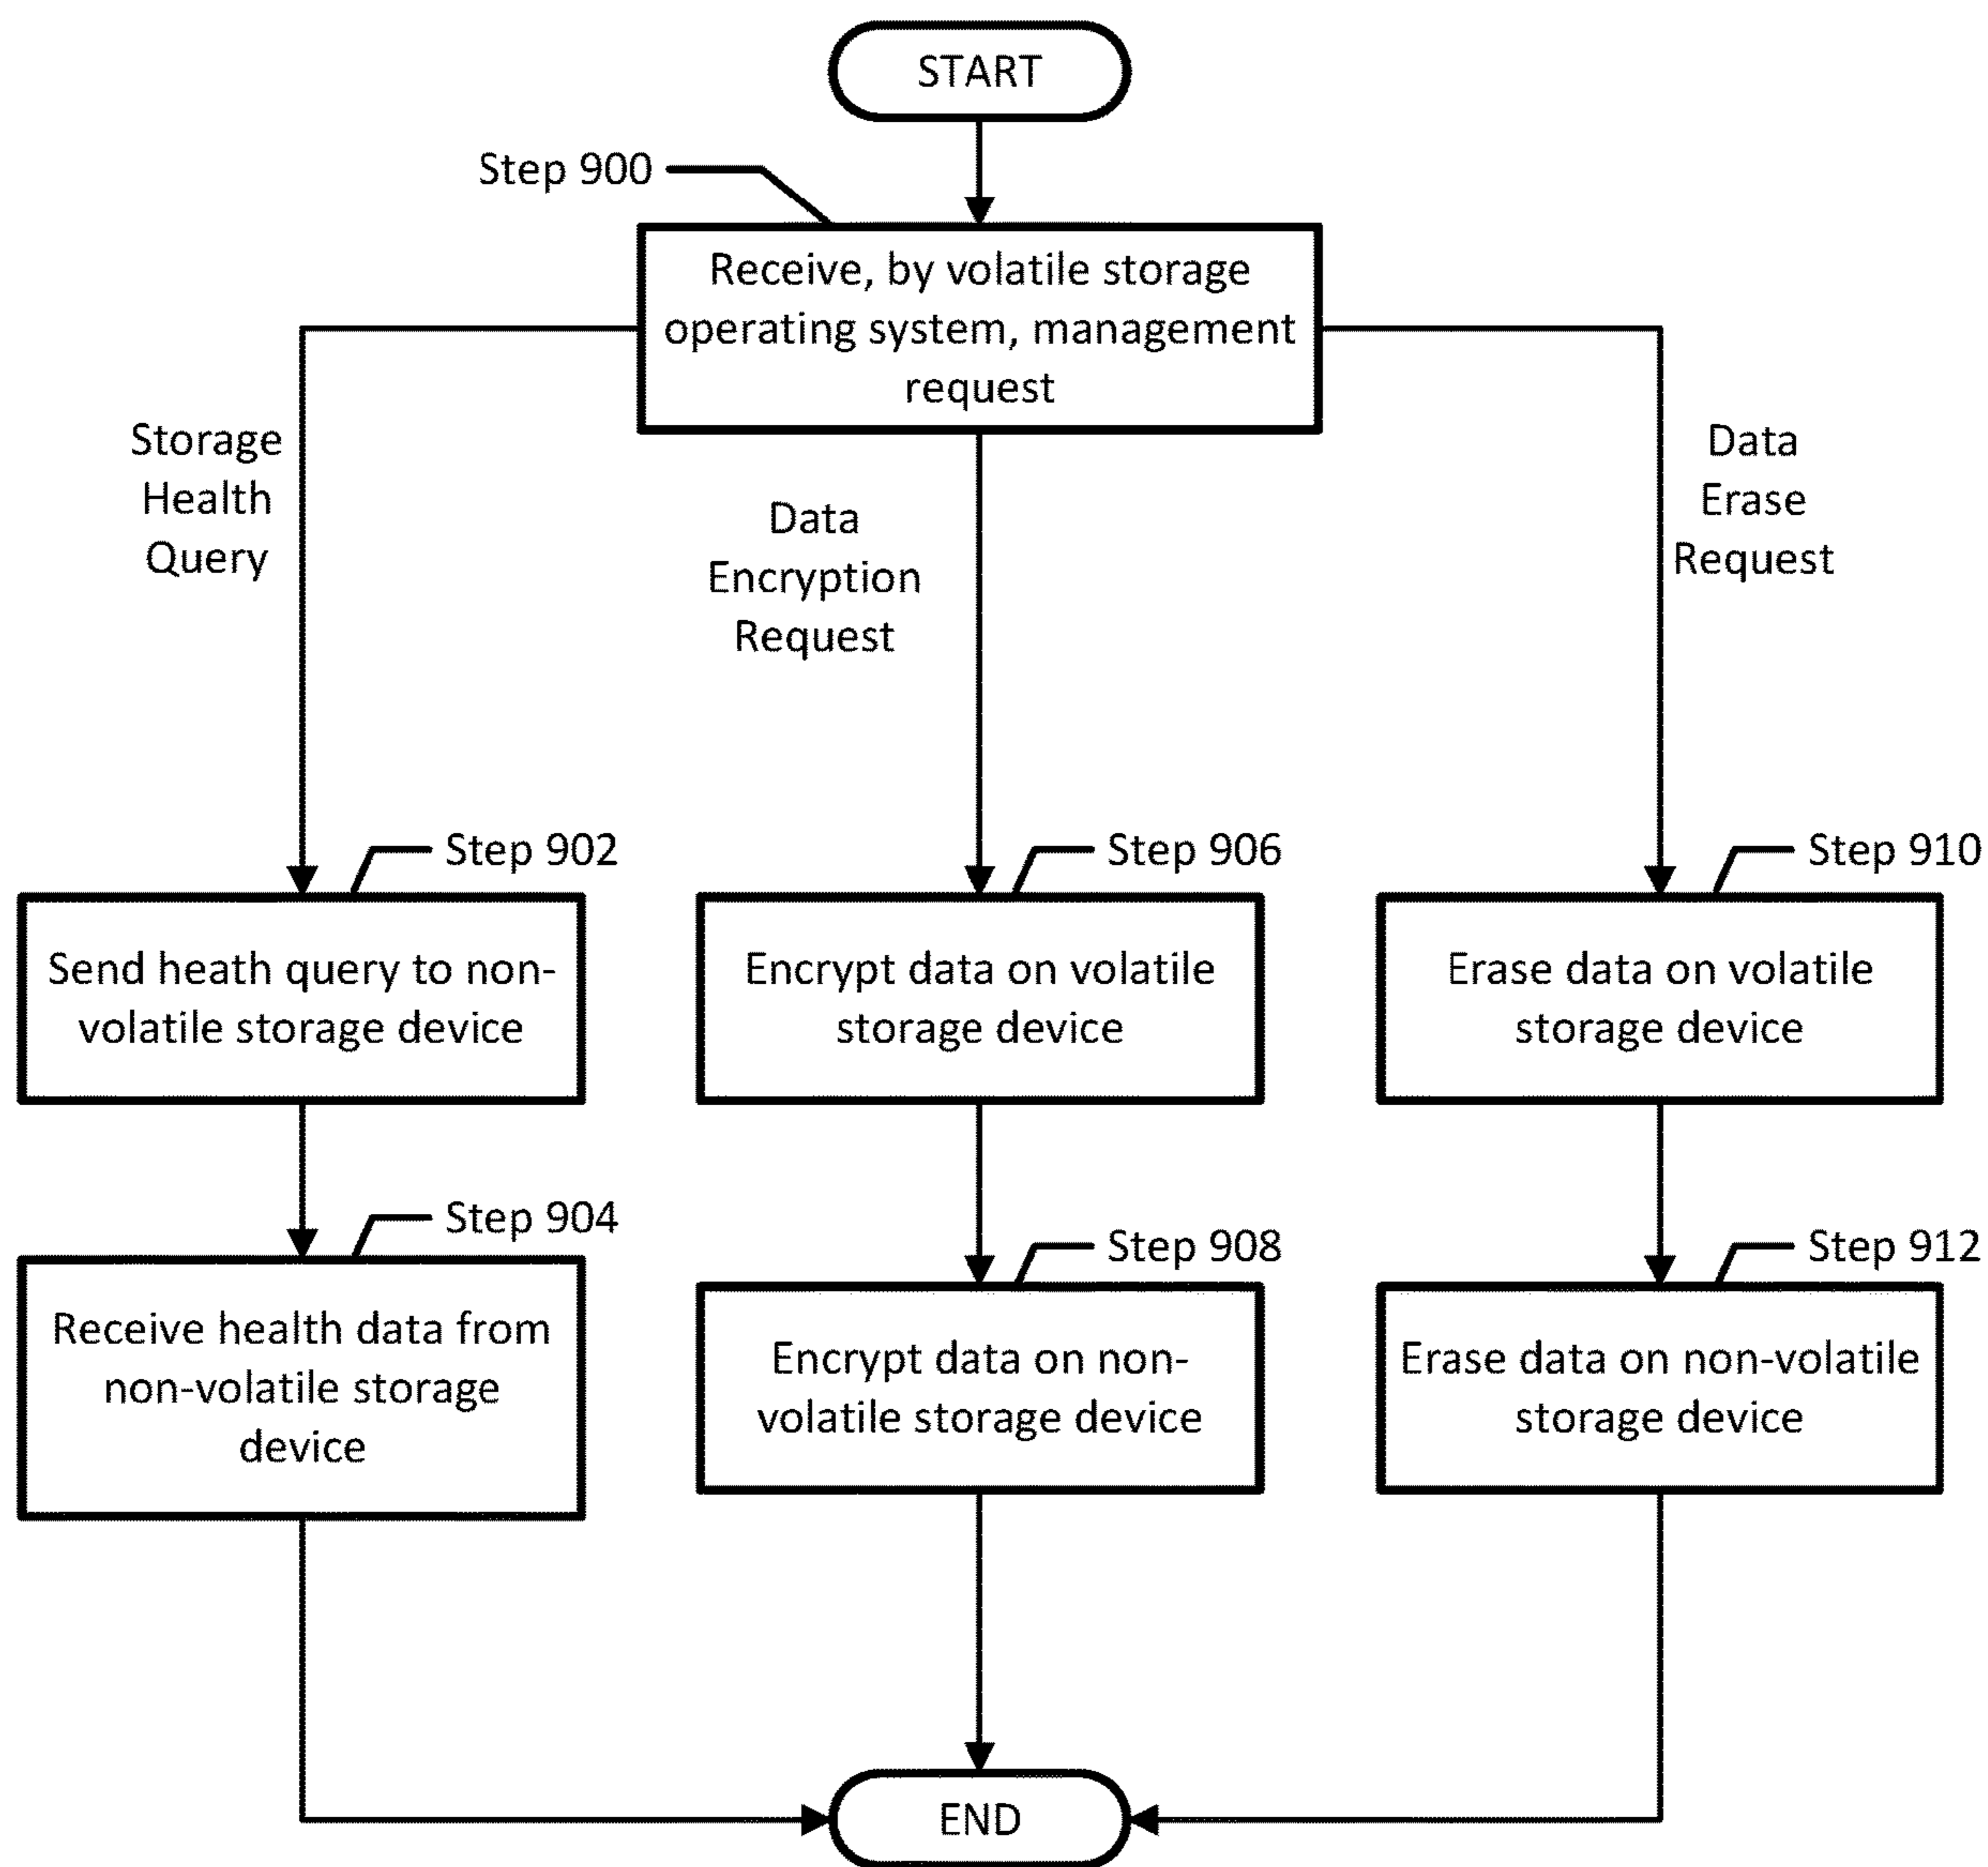 START
Step 900
Receive, by volatile storage
operating system, management
request
Storage
Health
Query
Data
Encryption
Request
Data
Erase
Request
Step 902
Send heath query to non-
volatile storage device
Step 906
Encrypt data on volatile
storage device
Step 910
Erase data on volatile
storage device
Step 904
Receive health data from
non-volatile storage
device
Step 908
Encrypt data on non-
volatile storage device
Step 912
Erase data on non-volatile
storage device
END